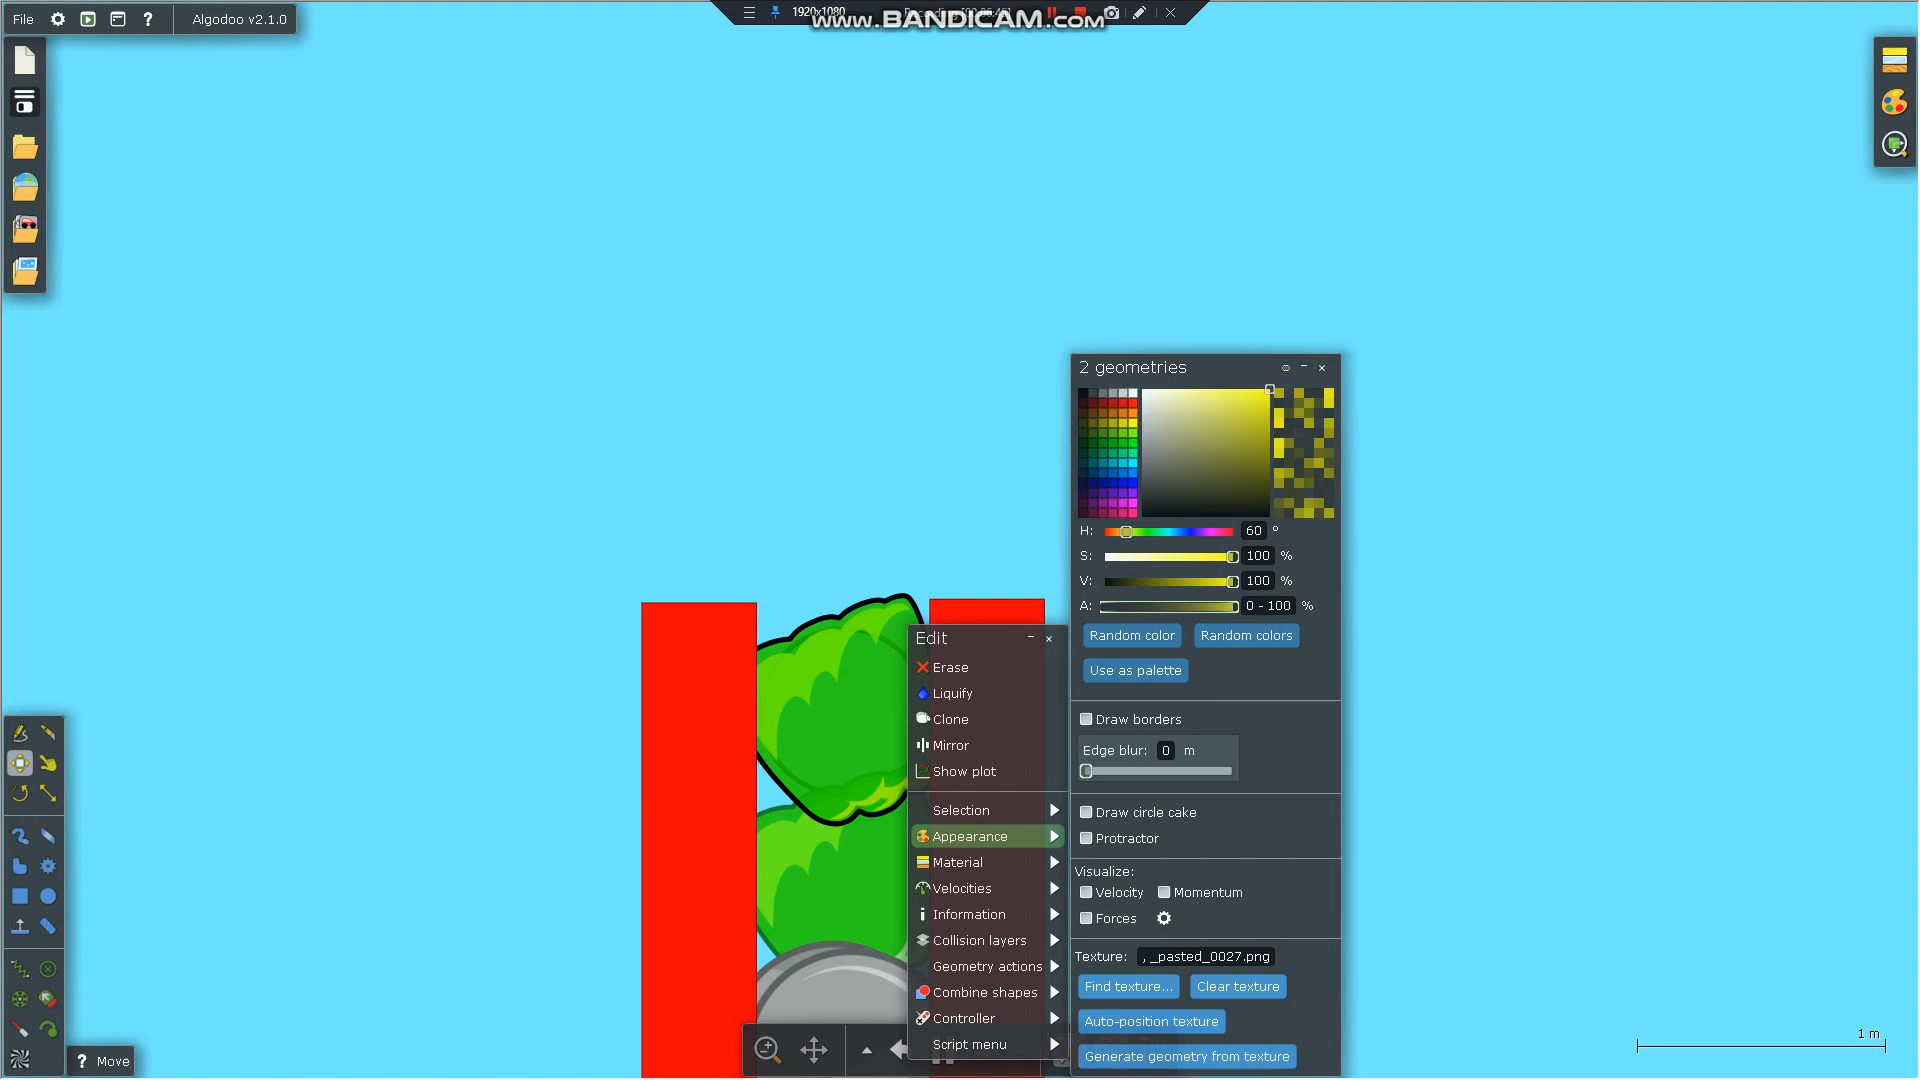 File
Algodoo v2.1.0
1920x1080
www.BANDICAM.com
2 geometries
H: 60 °
S: 100 %
V: 100 %
A: 0 - 100 %
Random color Random colors
Use as palette
Draw borders
Edge blur: 0 m
Draw circle cake
Protractor
Visualize:
Velocity Momentum
Forces
Texture: , _pasted_0027.png
Find texture... Clear texture
Auto-position texture
Generate geometry from texture
Edit
Erase
Liquify
Clone
Mirror
Show plot
Selection
Appearance
Material
Velocities
Information
Collision layers
Geometry actions
Combine shapes
Controller
Script menu
? Move
1 m